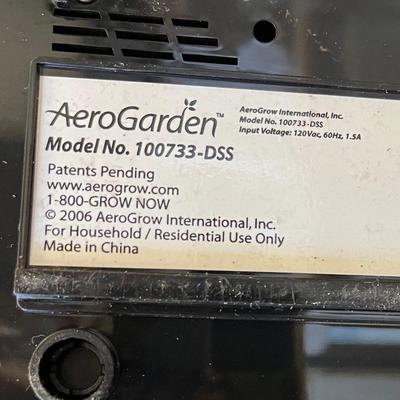 AeroGarden™
Model No. 100733-DSS
Patents Pending
www.aerogrow.com
1-800-GROW NOW
© 2006 AeroGrow International, Inc.
For Household / Residential Use Only
Made in China
AeroGrow International, Inc.
Model No. 100733-DSS
Input Voltage: 120Vac, 60Hz, 1.5A